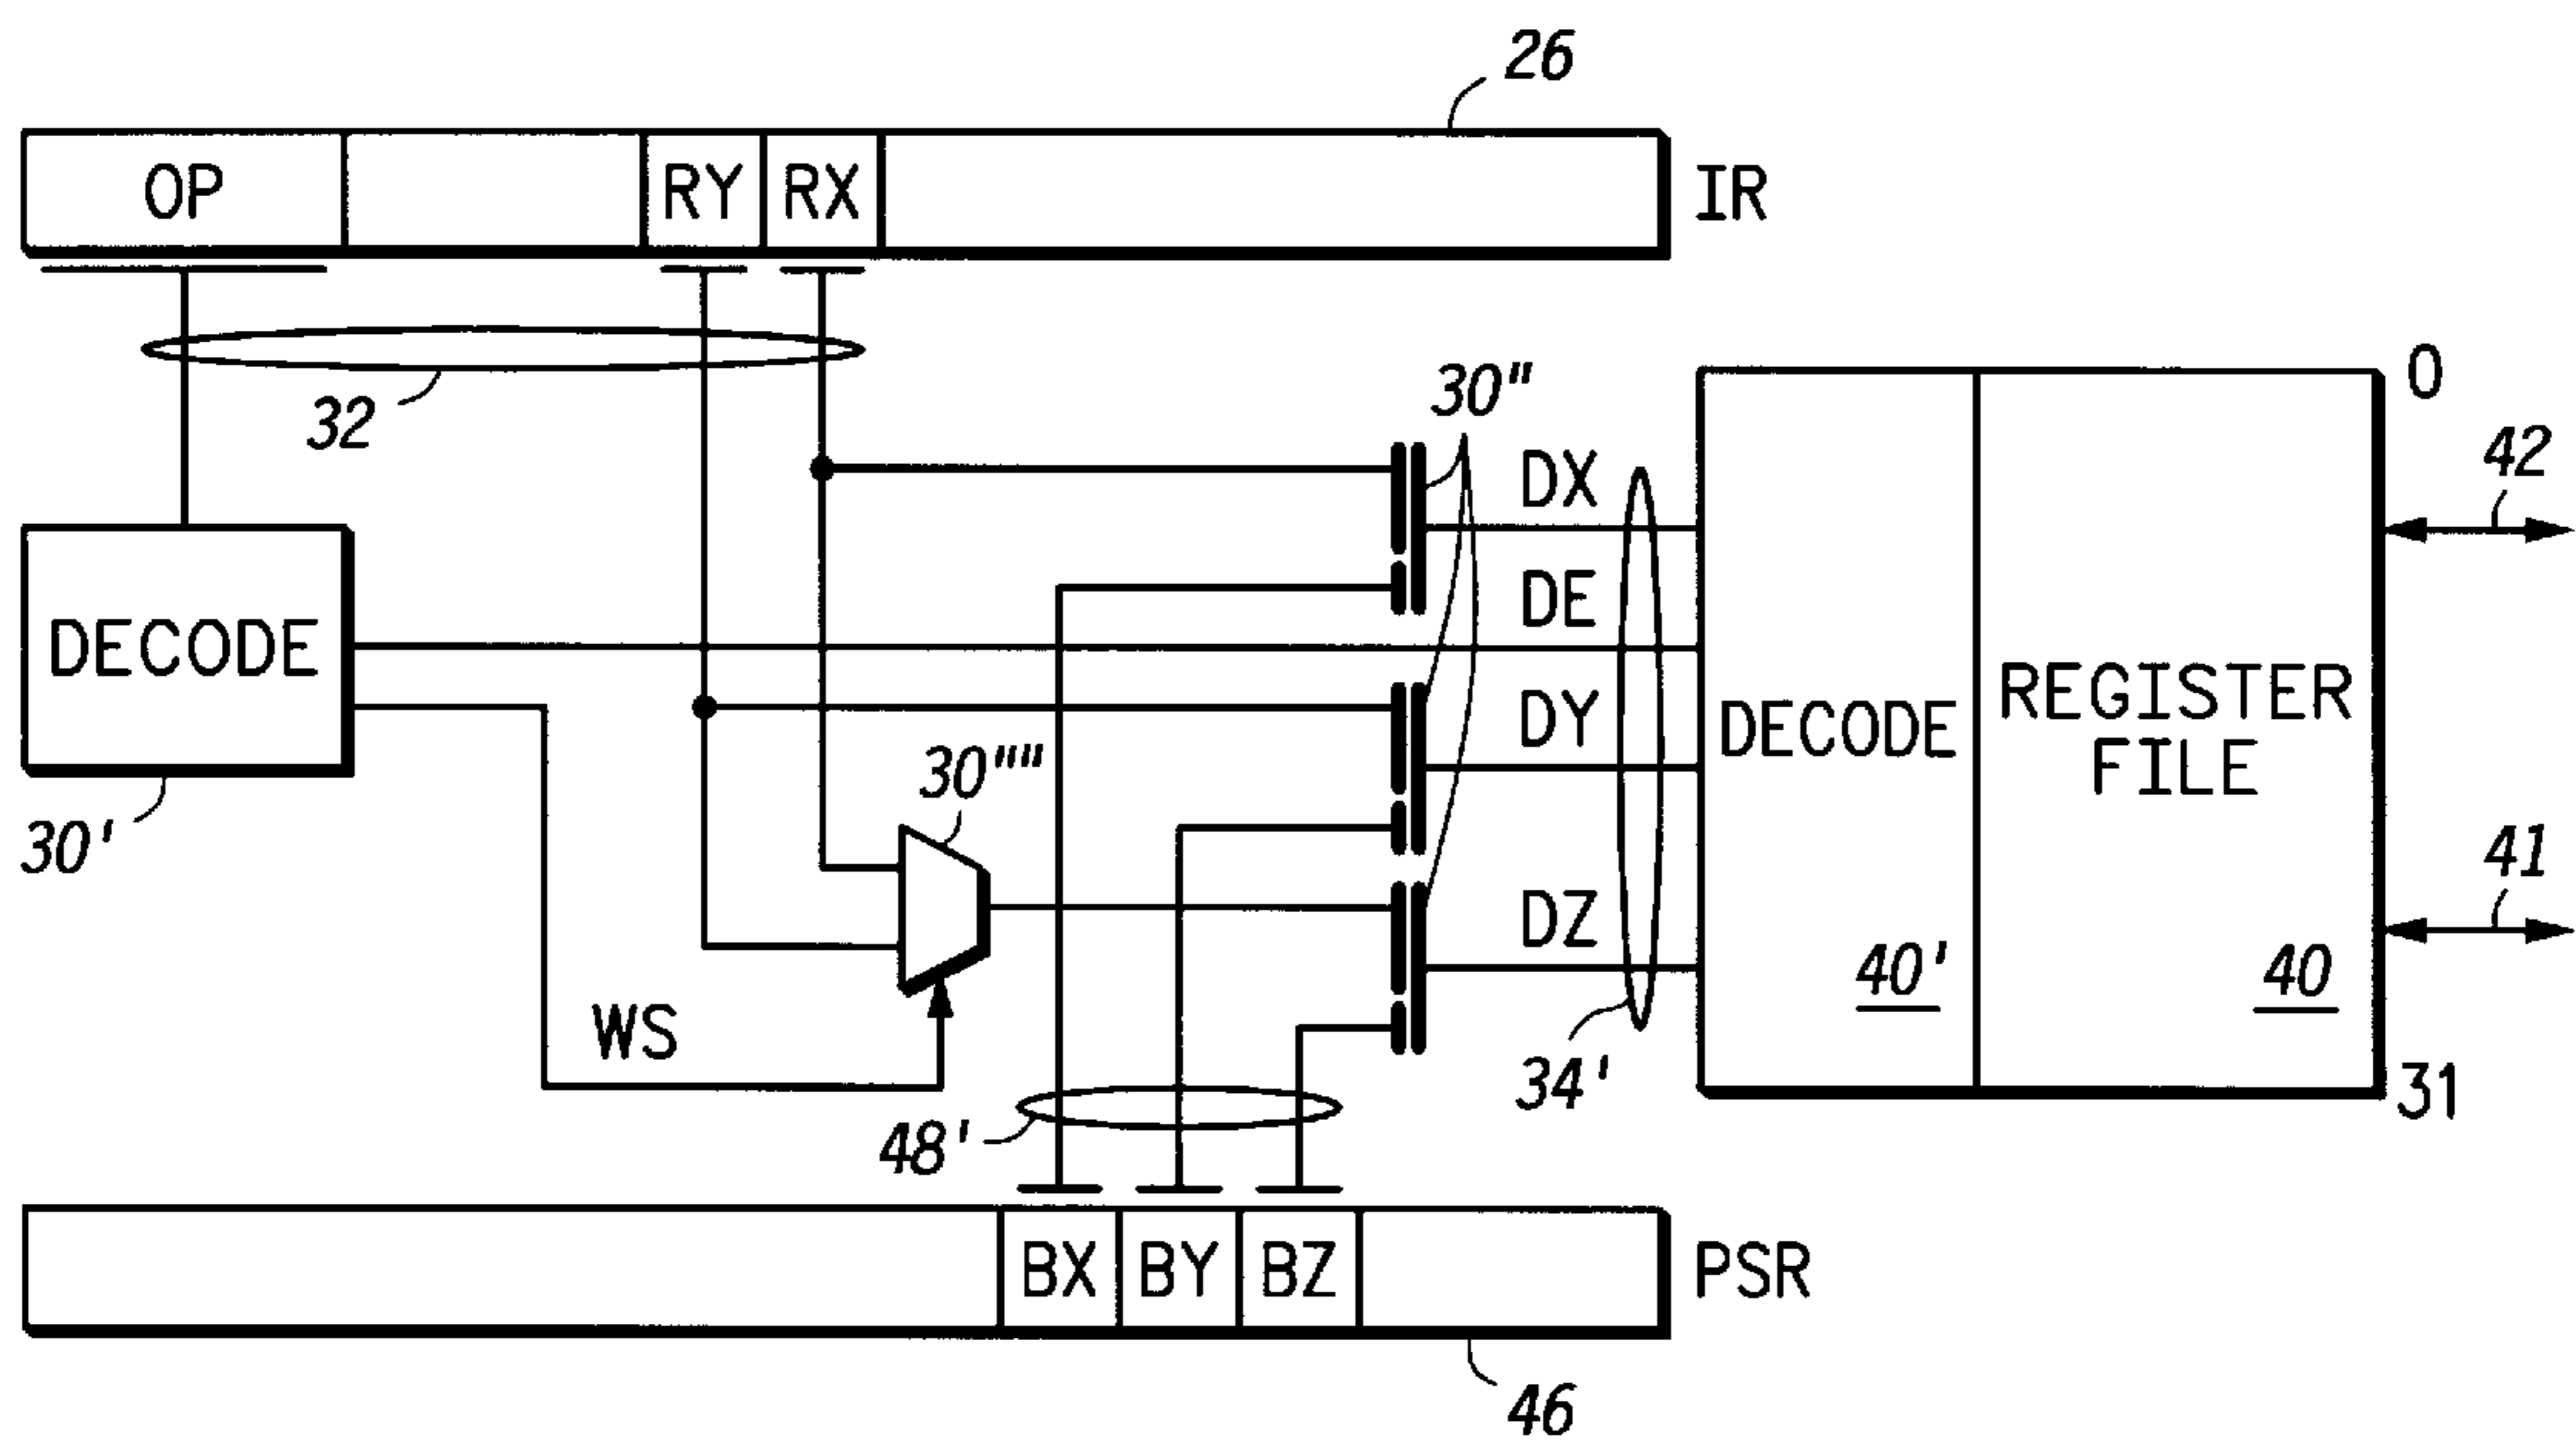 26
OP RY RX IR
32
30" DX
DE
DECODE
30'
DY
30""
DZ
WS
34'
48'
DECODE
40'
REGISTER
FILE
40
0
42
41
31
BX BY BZ PSR
46